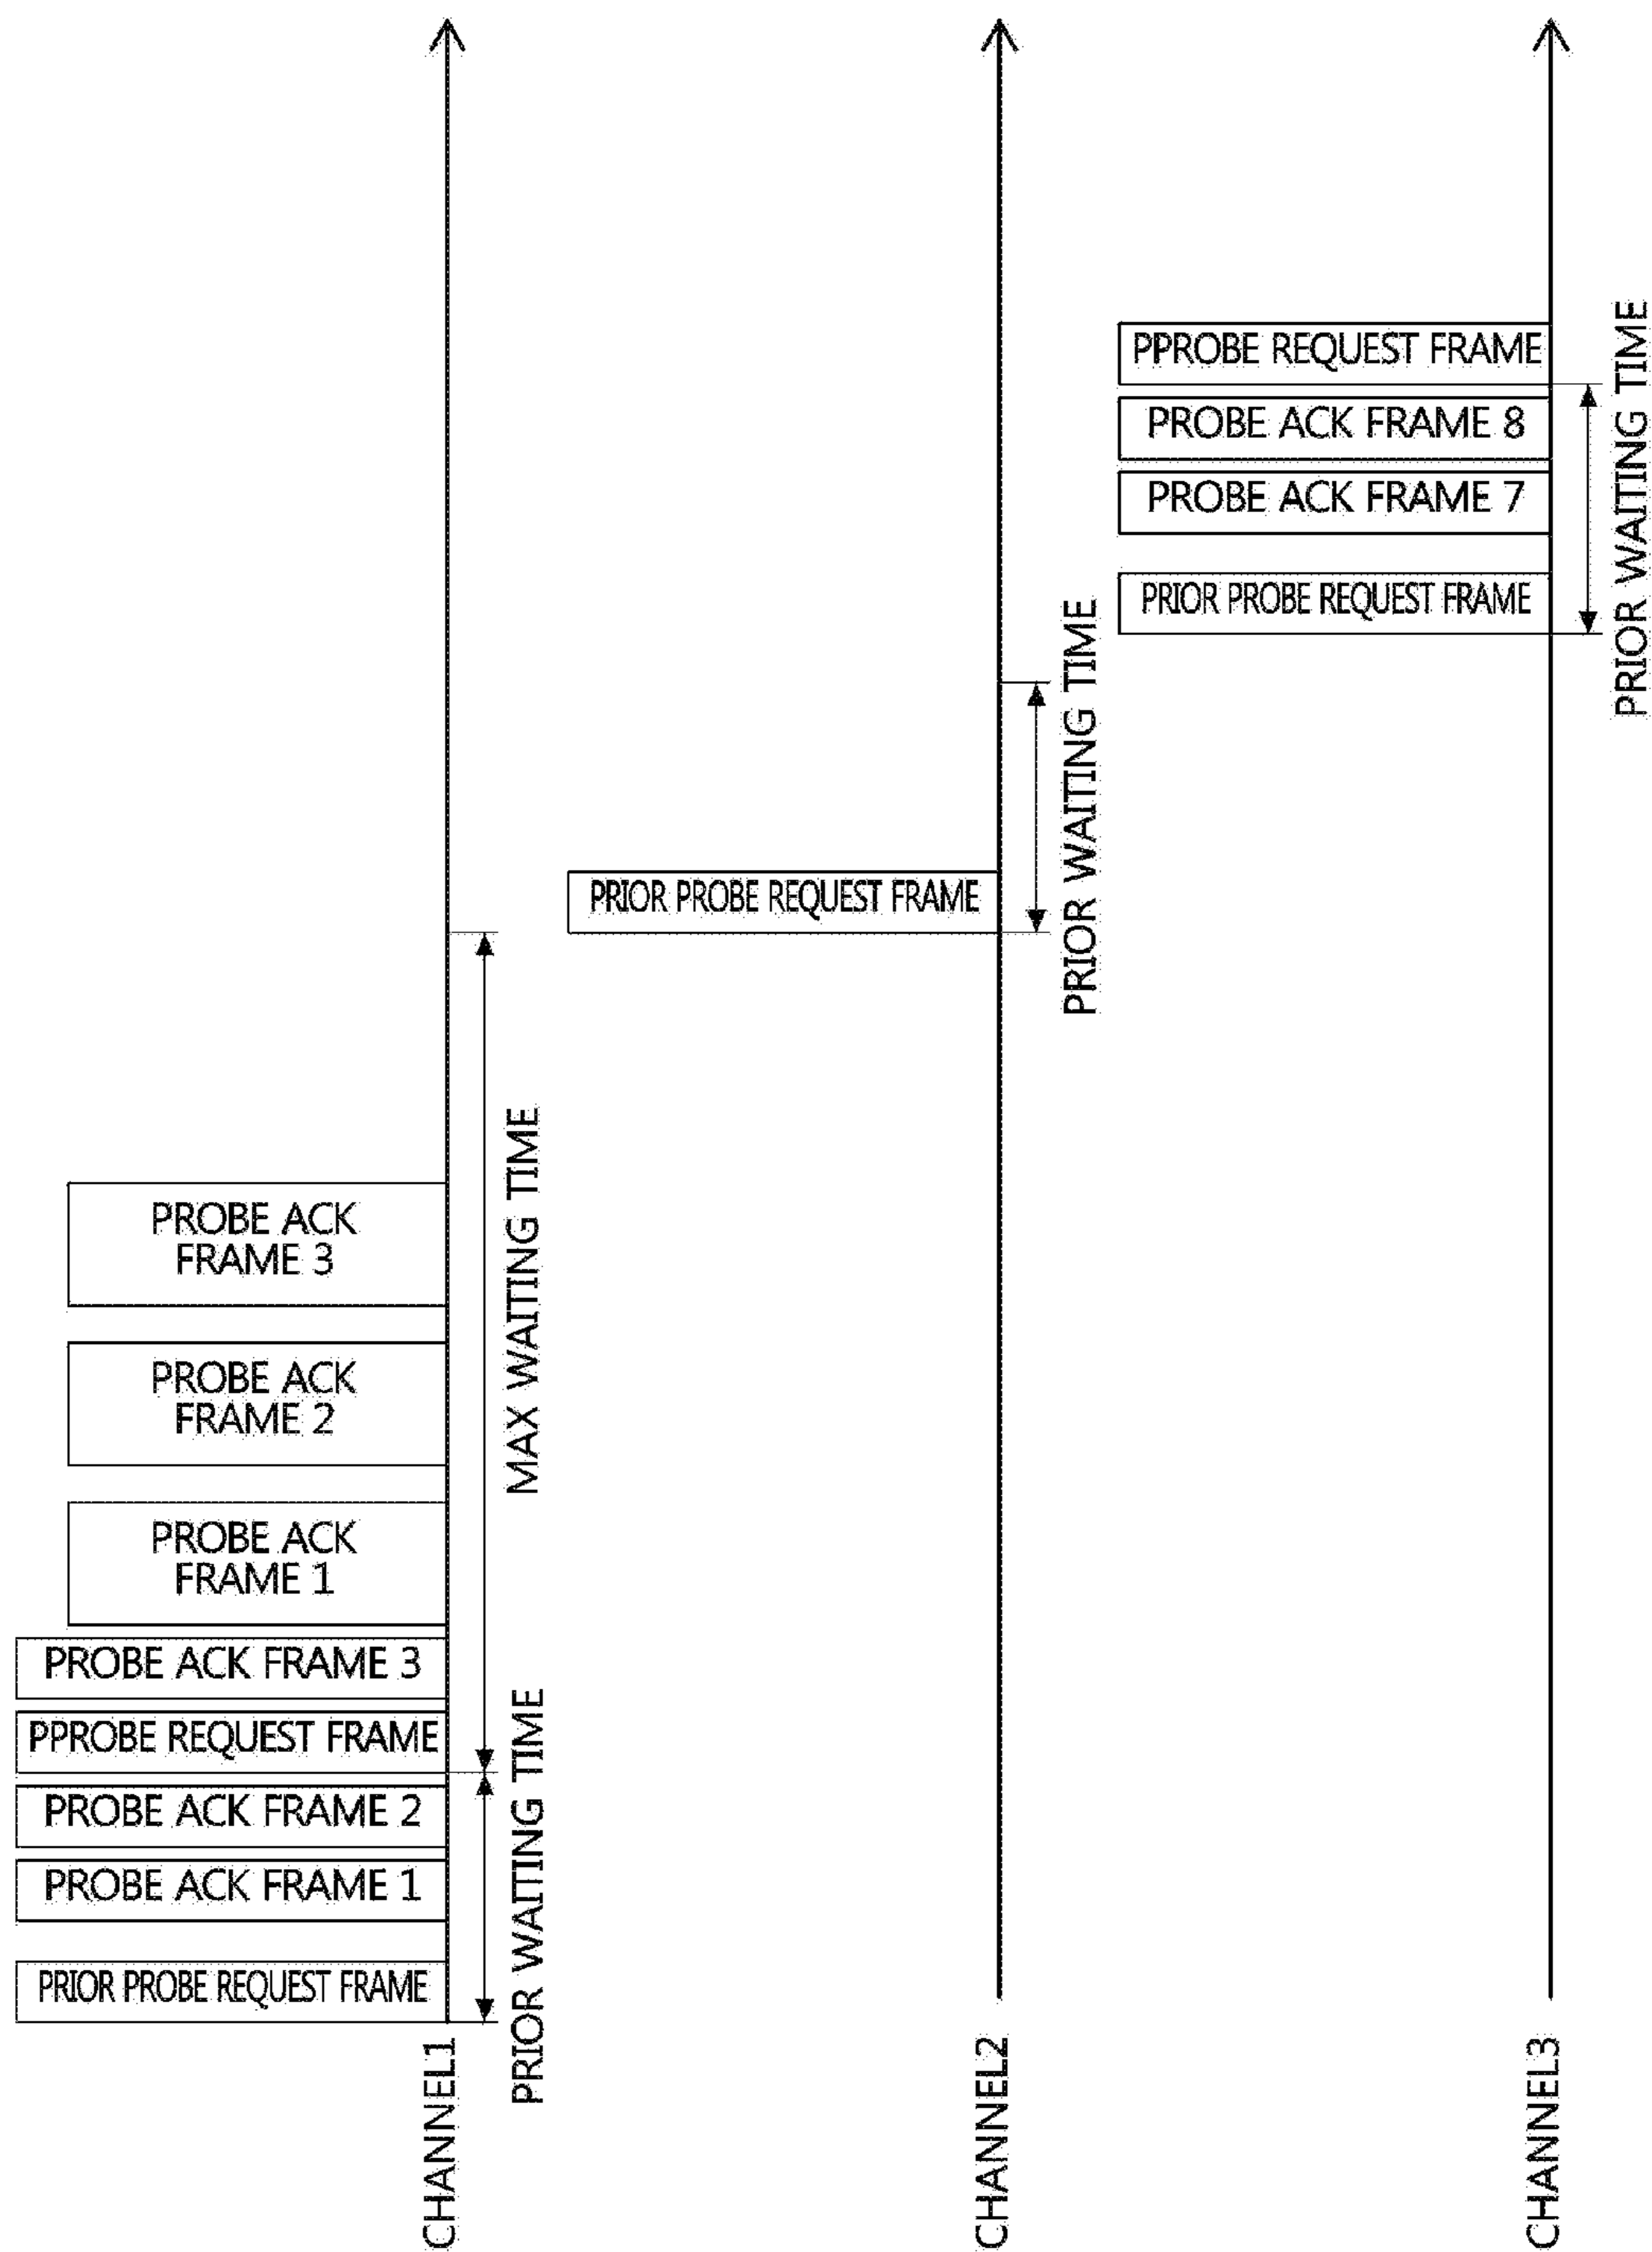 CHANNEL1
PRIOR PROBE REQUEST FRAME
PROBE ACK FRAME 1
PROBE ACK FRAME 2
PPROBE REQUEST FRAME
PROBE ACK FRAME 3
PROBE ACK
FRAME 1
PROBE ACK
FRAME 2
PROBE ACK
FRAME 3
PRIOR WAITING TIME
MAX WAITING TIME
CHANNEL2
PRIOR PROBE REQUEST FRAME
PRIOR WAITING TIME
CHANNEL3
PRIOR PROBE REQUEST FRAME
PROBE ACK FRAME 7
PROBE ACK FRAME 8
PPROBE REQUEST FRAME
PRIOR WAITING TIME